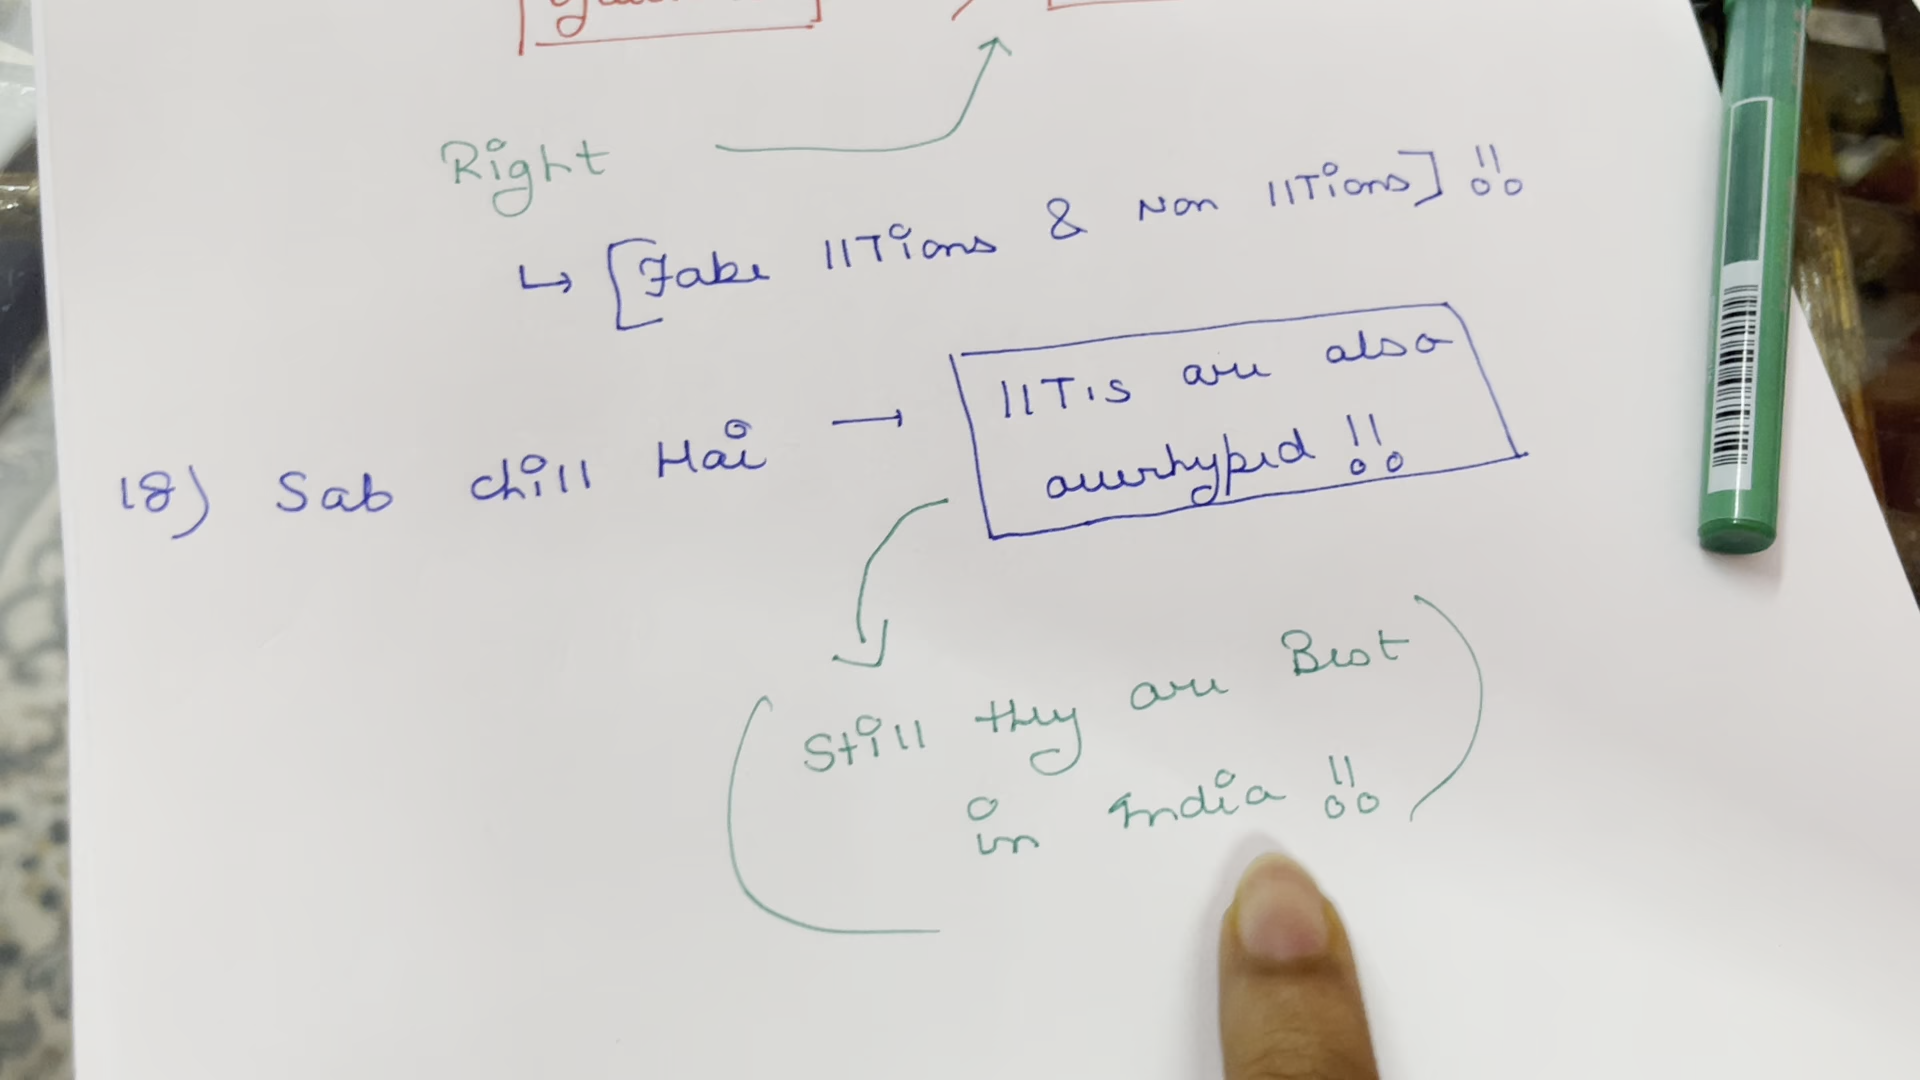 Right
↳ [Fake IITians & Non IITians] !!
18) Sab chill Hai → IITs are also
overhyped !!
(Still they are Best
in India !!)